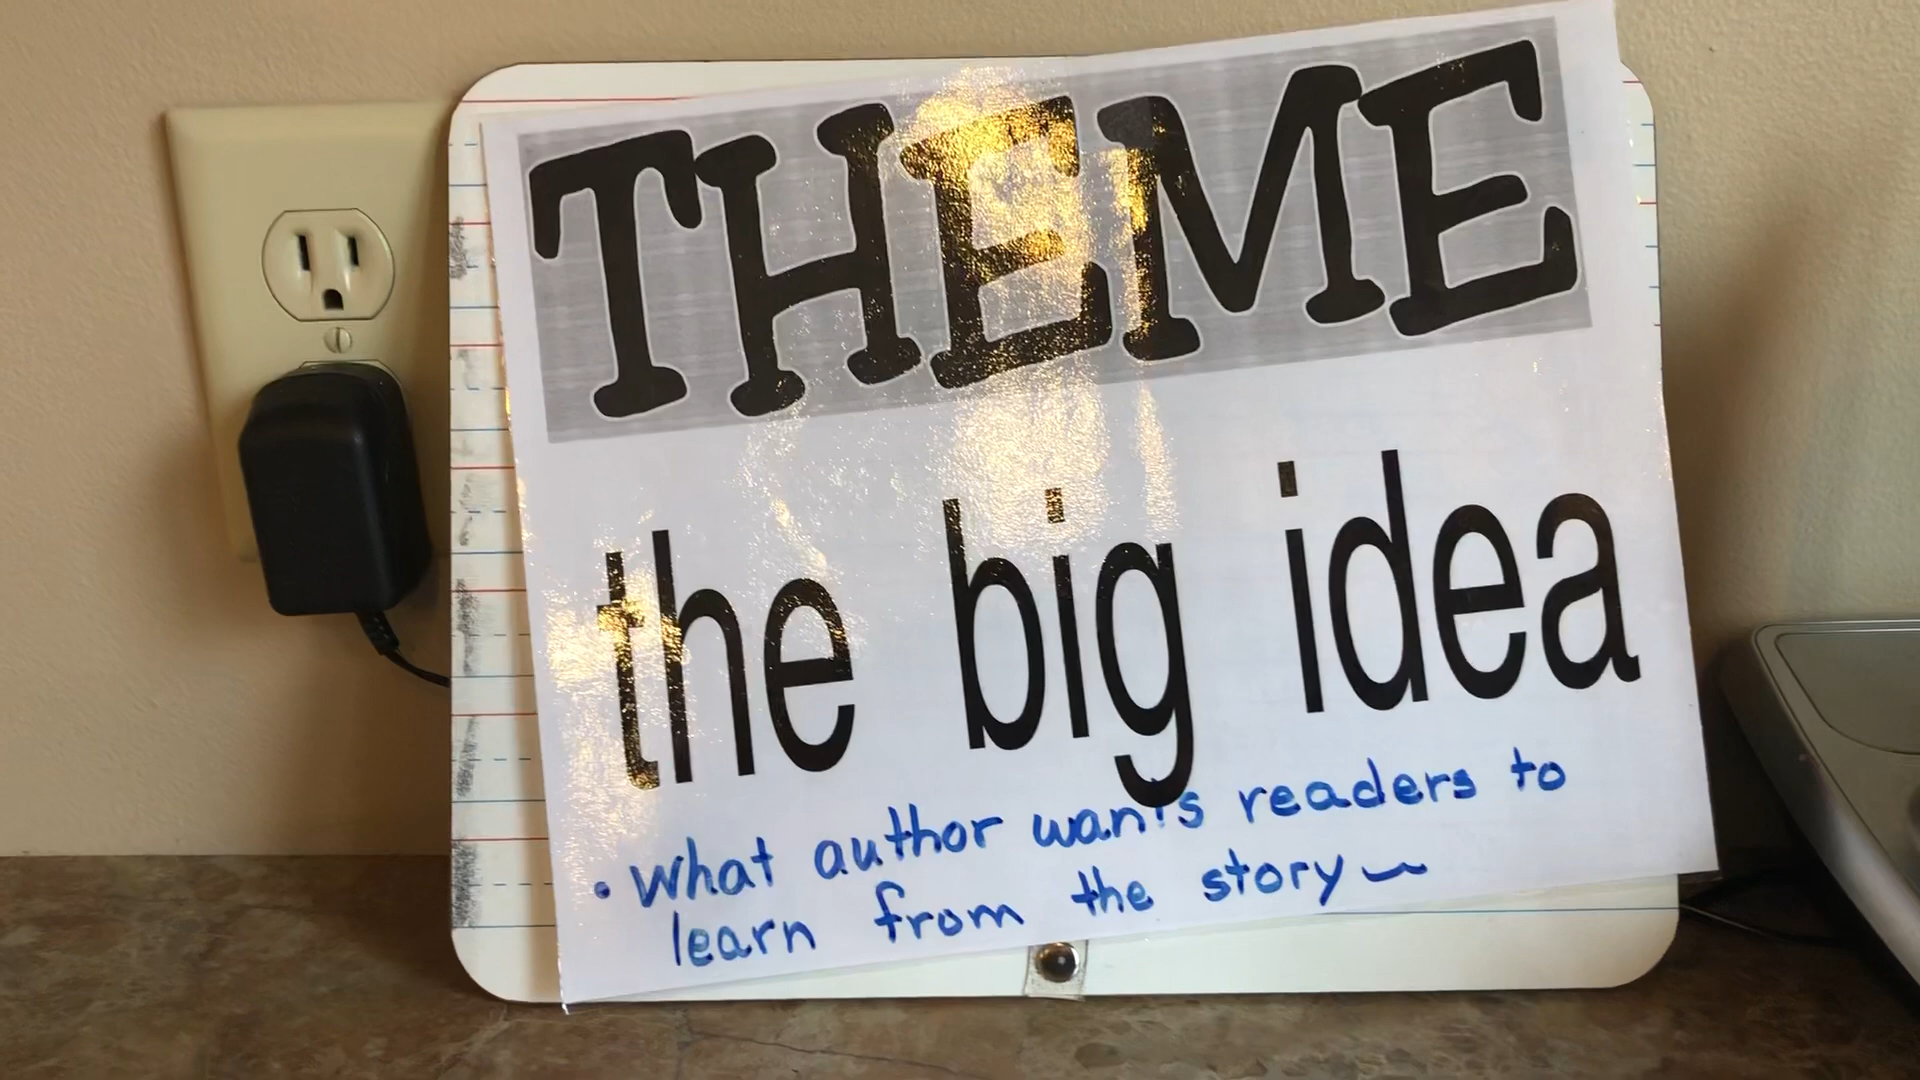 THEME
the big idea
• What author wants readers to
learn from the story